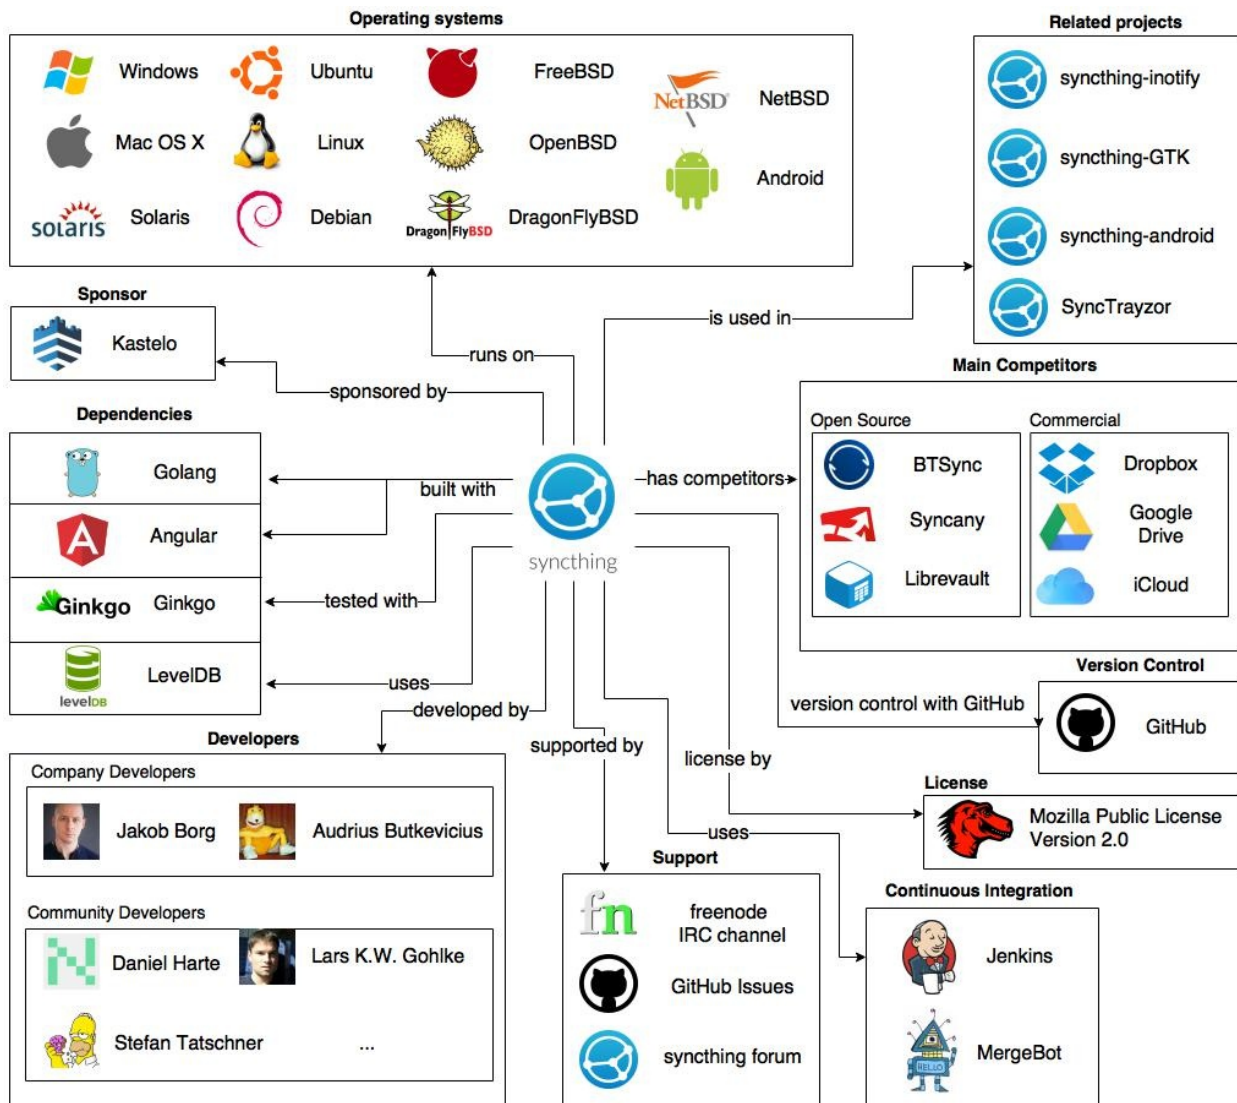 Operating systems
Windows
Ubuntu
FreeBSD
NetBSD
NetBSD®
Mac OS X
Linux
OpenBSD
Android
solaris
Solaris
Debian
DragonFlyBSD
DragonFlyBSD
Related projects
syncthing-inotify
syncthing-GTK
syncthing-android
SyncTrayzor
Sponsor
Kastelo
runs on
is used in
sponsored by
Main Competitors
Open Source
BTSync
Syncany
Librevault
Commercial
Dropbox
Google
Drive
iCloud
Dependencies
Golang
Angular
A
Ginkgo
Ginkgo
LevelDB
levelDB
built with
has competitors
syncthing
tested with
uses
developed by
supported by
license by
version control with GitHub
Version Control
GitHub
Developers
Company Developers
Jakob Borg
Audrius Butkevicius
Community Developers
Daniel Harte
Lars K.W. Gohlke
Stefan Tatschner
...
License
Mozilla Public License
Version 2.0
uses
Support
fn
freenode
IRC channel
GitHub Issues
syncthing forum
Continuous Integration
Jenkins
MergeBot
HELLO